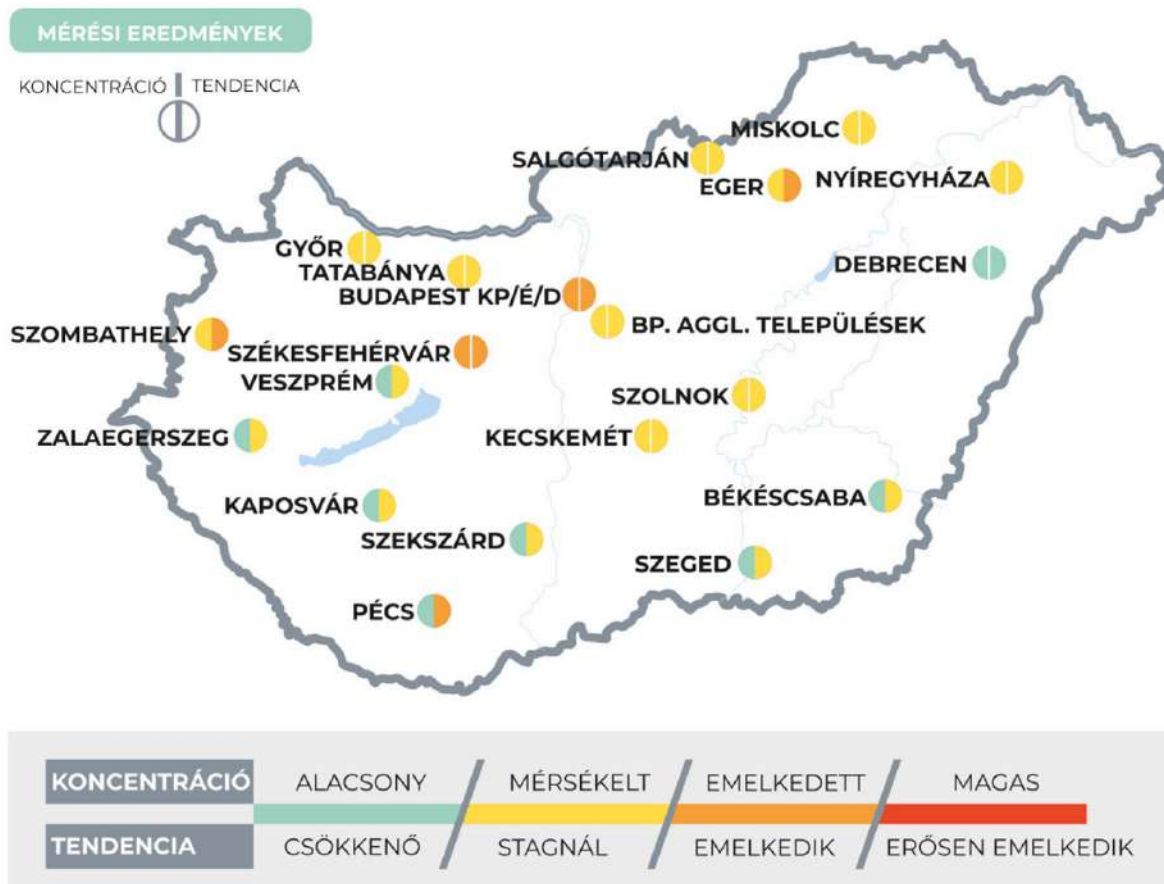 MÉRÉSI EREDMÉNYEK
KONCENTRÁCIÓ TENDENCIA
MISKOLC
SALGÓTARJÁN
EGER
NYÍREGYHÁZA
GYŐR
TATABÁNYA
DEBRECEN
BUDAPEST KP/É/D
BP. AGGL. TELEPÜLÉSEK
SZOMBATHELY
SZÉKESFEHÉRVÁR
VESZPRÉM
SZOLNOK
ZALAEGERSZEG
KECSKEMÉT
KAPOSVÁR
BÉKÉSCSABA
SZEKSZÁRD
SZEGED
PÉCS
KONCENTRÁCIÓ ALACSONY MÉRSÉKELT EMELKEDETT MAGAS
TENDENCIA CSÖKKENŐ STAGNÁL EMELKEDIK ERŐSEN EMELKEDIK